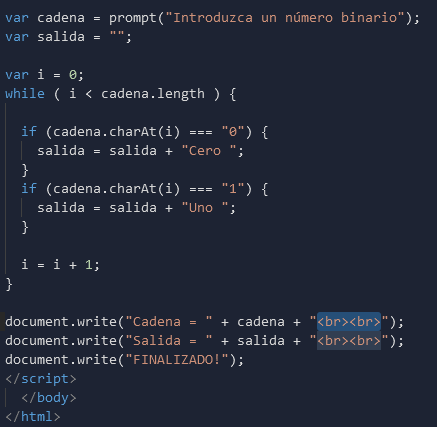 var cadena = prompt("Introduzca un número binario");
var salida = "";
var i = 0;
while ( i < cadena.length ) {
if (cadena.charAt(i) === "0") {
salida = salida + "Cero ";
}
if (cadena.charAt(i) === "1") {
salida = salida + "Uno ";
}
i = i + 1;
}
document.write("Cadena = " + cadena + "<br><br>");
document.write("Salida = " + salida + "<br><br>");
document.write("FINALIZADO!");
</script>
</body>
</html>